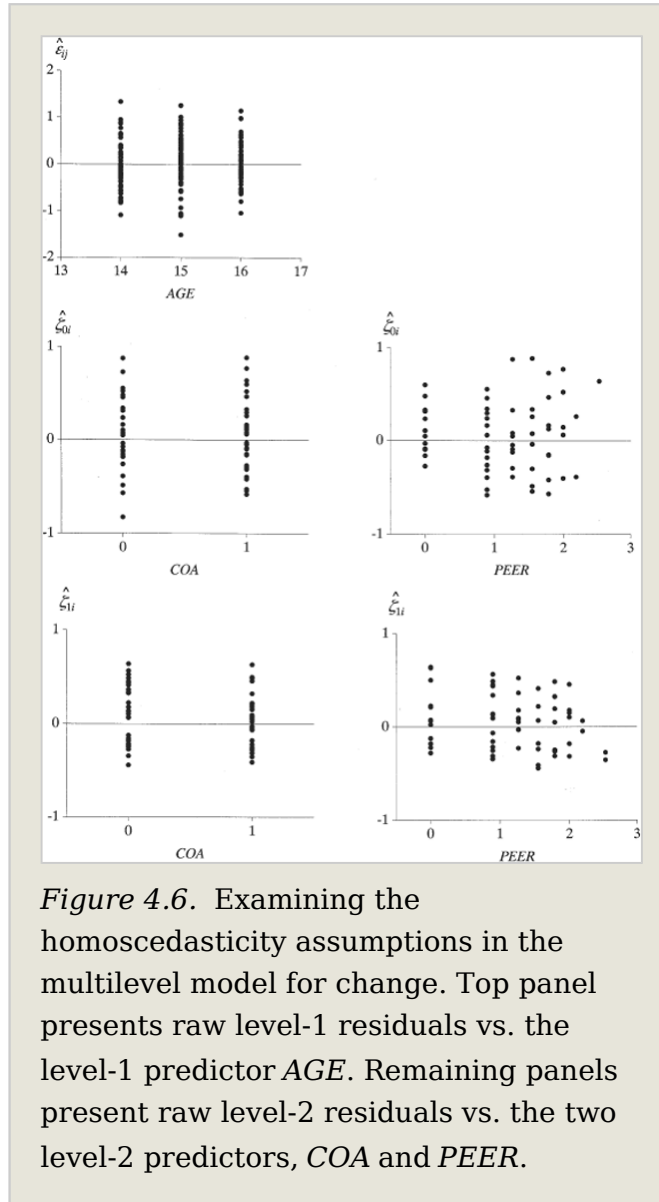 ε̂ij
2
1
0
-1
-2
13 14 15 16 17
AGE
ζ̂0i
1
0
-1
0 1
COA
ζ̂0i
1
0
-1
0 1 2 3
PEER
ζ̂1i
1
0
-1
0 1
COA
ζ̂1i
1
0
-1
0 1 2 3
PEER
Figure 4.6. Examining the
homoscedasticity assumptions in the
multilevel model for change. Top panel
presents raw level-1 residuals vs. the
level-1 predictor AGE. Remaining panels
present raw level-2 residuals vs. the two
level-2 predictors, COA and PEER.